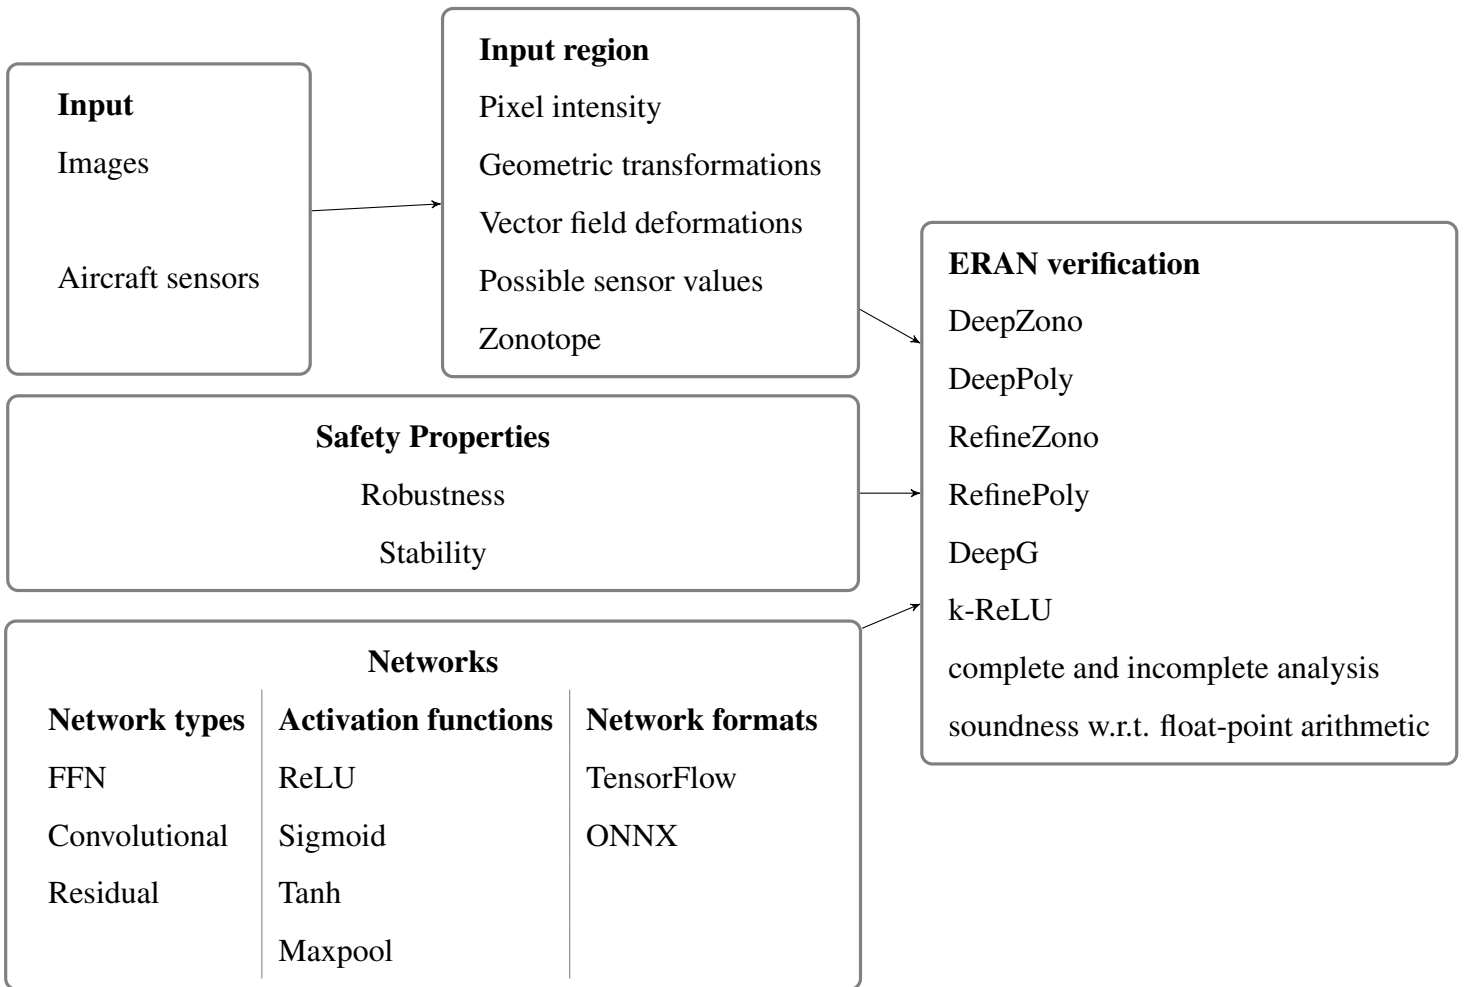 Input
Images
Aircraft sensors
Input region
Pixel intensity
Geometric transformations
Vector field deformations
Possible sensor values
Zonotope
Safety Properties
Robustness
Stability
Networks
Network types
FFN
Convolutional
Residual
Activation functions
ReLU
Sigmoid
Tanh
Maxpool
Network formats
TensorFlow
ONNX
ERAN verification
DeepZono
DeepPoly
RefineZono
RefinePoly
DeepG
k-ReLU
complete and incomplete analysis
soundness w.r.t. float-point arithmetic